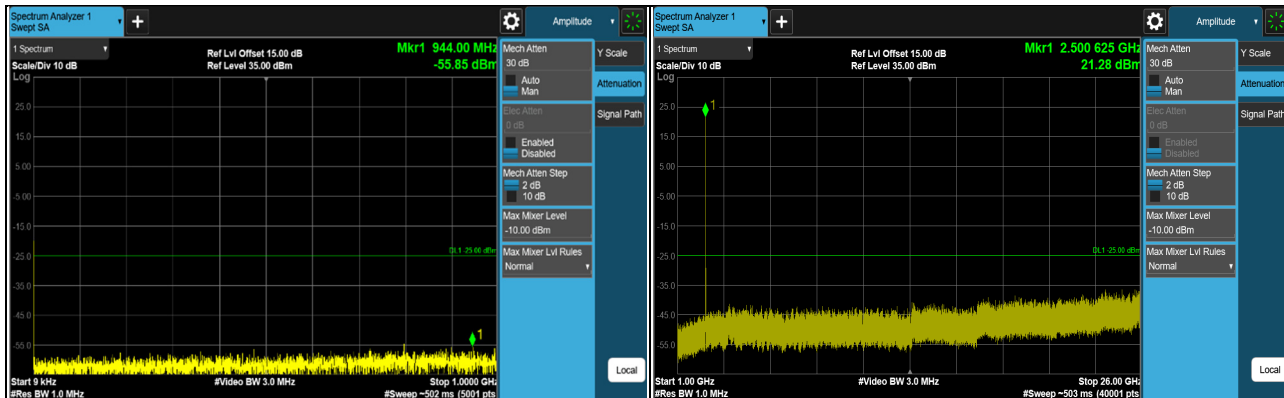 Spectrum Analyzer 1
Swept SA
+
Amplitude
1 Spectrum
Scale/Div 10 dB
Log
Ref Lvl Offset 15.00 dB
Ref Level 35.00 dBm
Mkr1 944.00 MHz
-55.85 dBm
25.0
15.0
5.00
-5.00
-15.0
-25.0
-35.0
-45.0
-55.0
DL1 -25.00 dBm
1
Start 9 kHz
#Res BW 1.0 MHz
#Video BW 3.0 MHz
Stop 1.0000 GHz
#Sweep ~502 ms (5001 pts
Mech Atten
30 dB
Auto
Man
Elec Atten
0 dB
Enabled
Disabled
Mech Atten Step
2 dB
10 dB
Max Mixer Level
-10.00 dBm
Max Mixer Lvl Rules
Normal
Y Scale
Attenuation
Signal Path
Local
Spectrum Analyzer 1
Swept SA
+
Amplitude
1 Spectrum
Scale/Div 10 dB
Log
Ref Lvl Offset 15.00 dB
Ref Level 35.00 dBm
Mkr1 2.500 625 GHz
21.28 dBm
25.0
15.0
5.00
-5.00
-15.0
-25.0
-35.0
-45.0
-55.0
1
DL1 -25.00 dBm
Start 1.00 GHz
#Res BW 1.0 MHz
#Video BW 3.0 MHz
Stop 26.00 GHz
#Sweep ~503 ms (40001 pts
Mech Atten
30 dB
Auto
Man
Elec Atten
0 dB
Enabled
Disabled
Mech Atten Step
2 dB
10 dB
Max Mixer Level
-10.00 dBm
Max Mixer Lvl Rules
Normal
Y Scale
Attenuation
Signal Path
Local